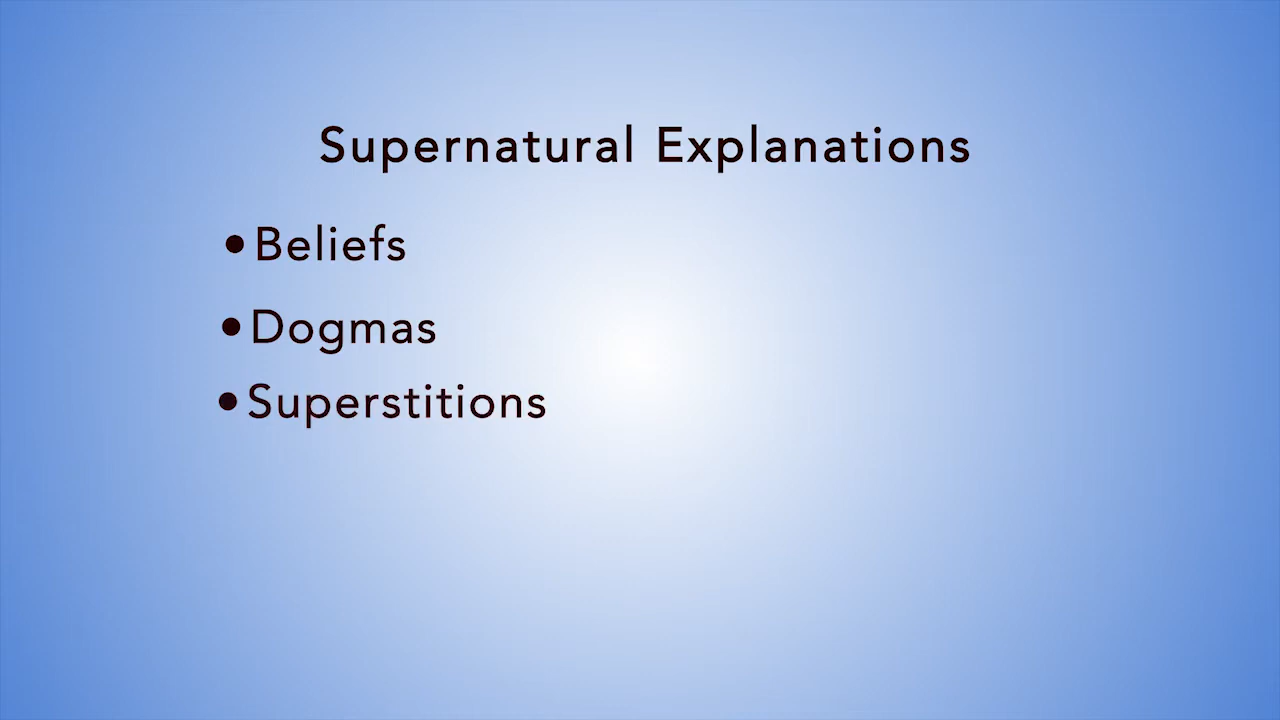 Supernatural Explanations
•Beliefs
•Dogmas
•Superstitions